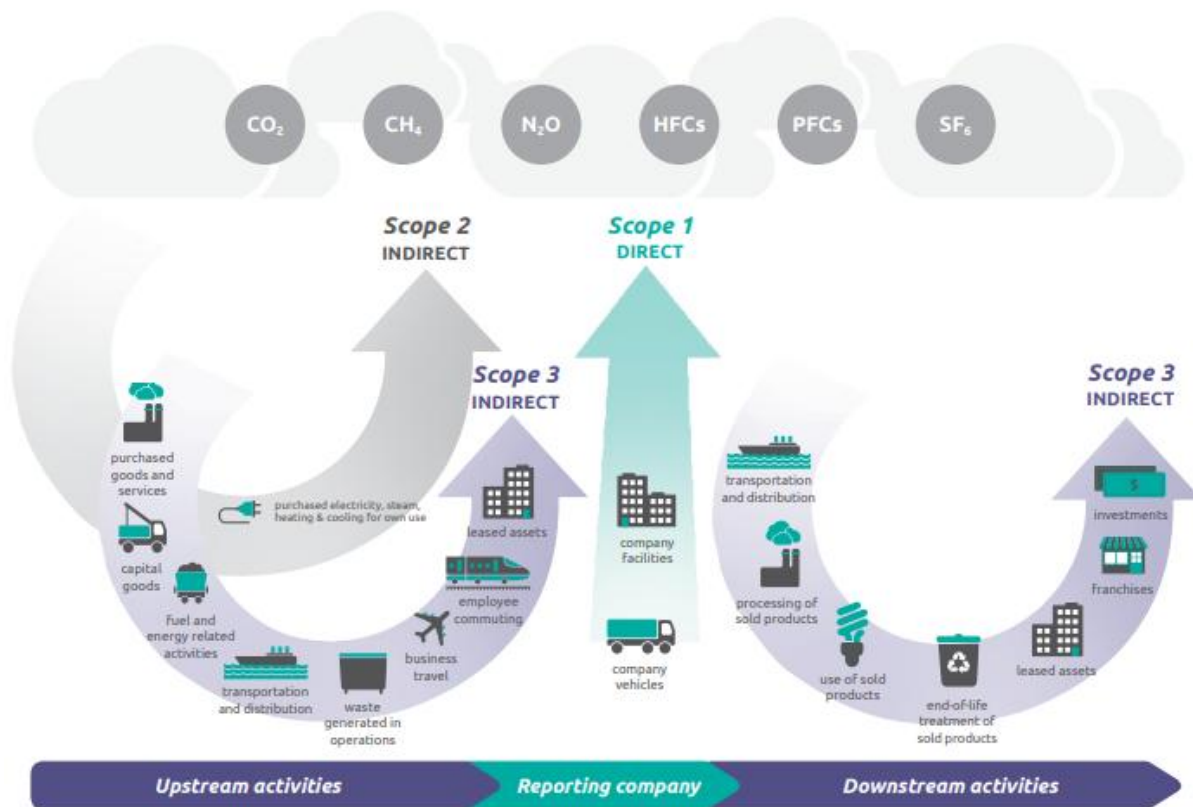 CO₂
CH₄
N₂O
HFCs
PFCs
SF₆
Scope 2
INDIRECT
Scope 1
DIRECT
Scope 3
INDIRECT
Scope 3
INDIRECT
purchased
goods and
services
capital
goods
fuel and
energy related
activities
purchased electricity, steam,
heating & cooling for own use
transportation
and distribution
waste
generated in
operations
business
travel
employee
commuting
leased assets
company
facilities
company
vehicles
transportation
and distribution
processing of
sold products
use of sold
products
end-of-life
treatment of
sold products
leased assets
franchises
$
investments
Upstream activities
Reporting company
Downstream activities